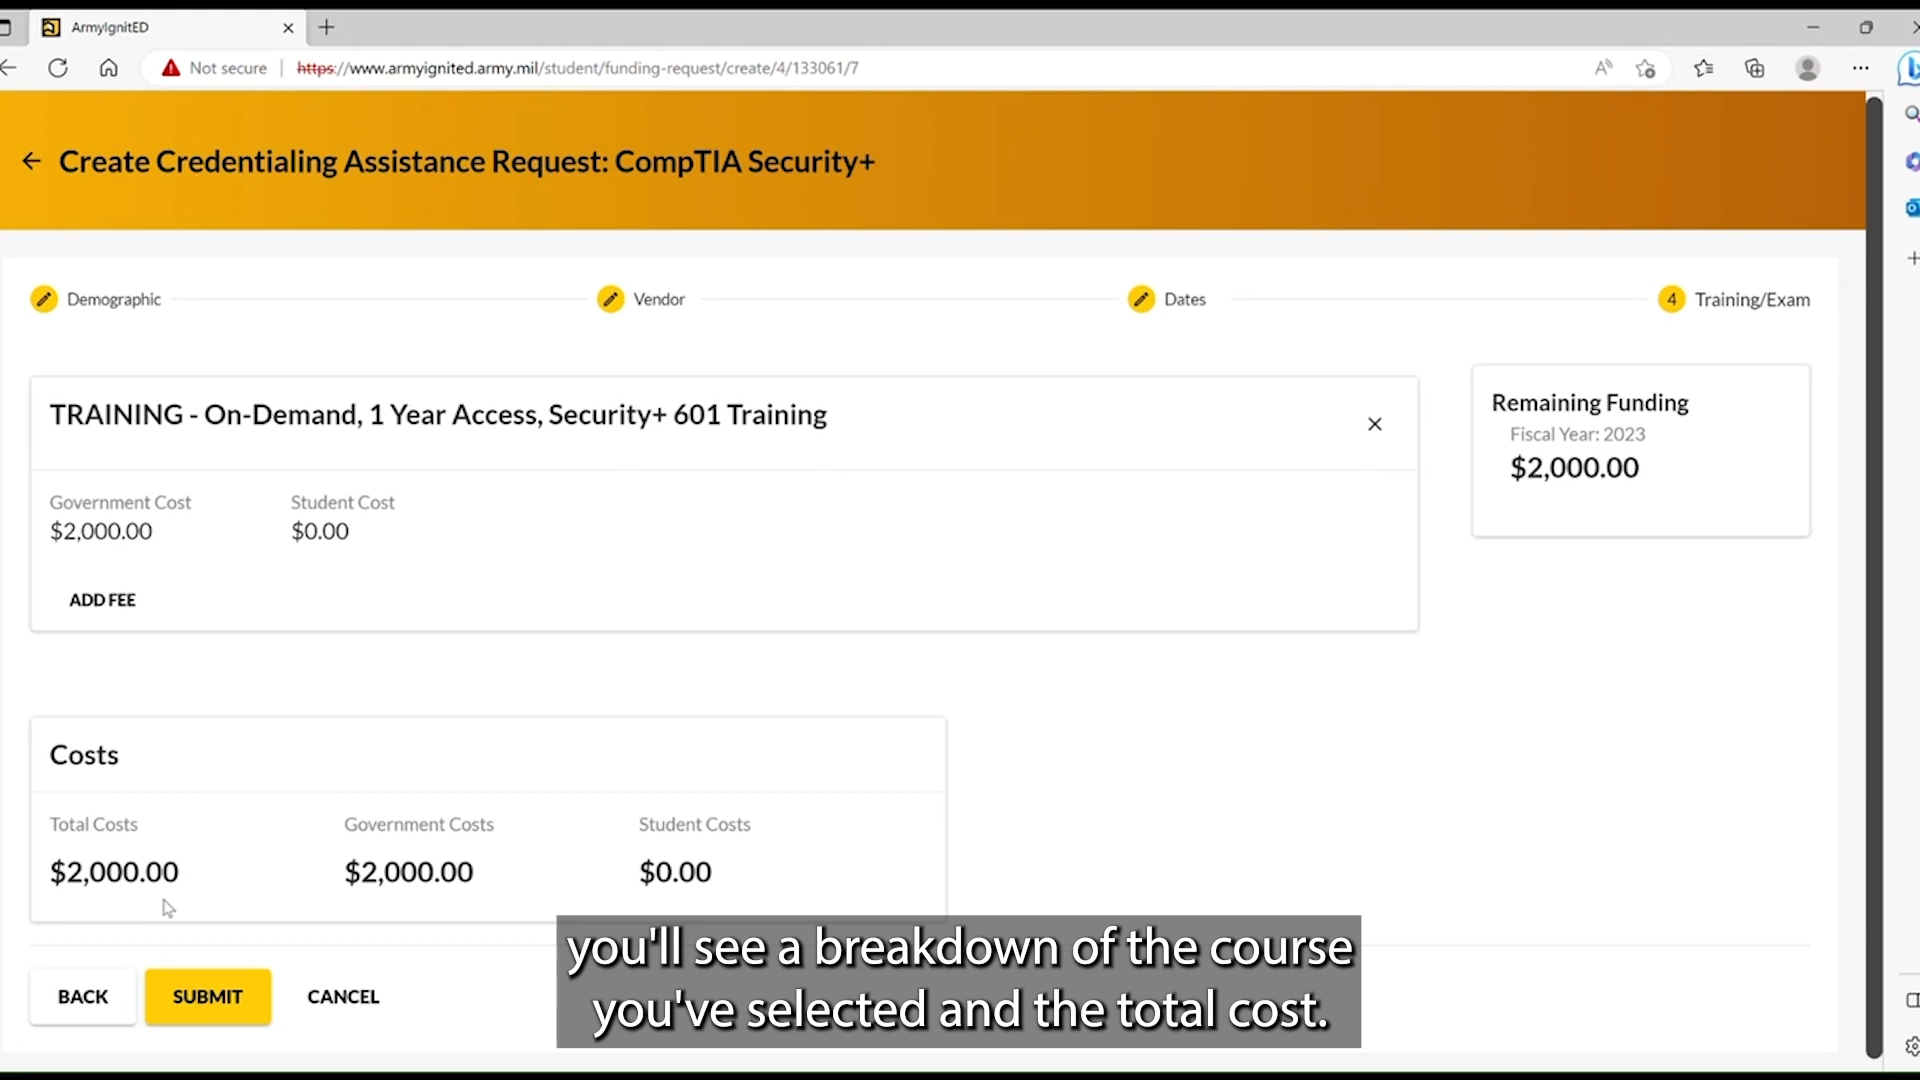 ArmyIgnitED
Not secure
https://www.armyignited.army.mil/student/funding-request/create/4/133061/7
Create Credentialing Assistance Request: CompTIA Security+
Demographic
Vendor
Dates
4 Training/Exam
TRAINING - On-Demand, 1 Year Access, Security+ 601 Training
Remaining Funding
Fiscal Year: 2023
$2,000.00
Government Cost
Student Cost
$2,000.00
$0.00
ADD FEE
Costs
Total Costs
Government Costs
Student Costs
$2,000.00
$2,000.00
$0.00
BACK
SUBMIT
CANCEL
you'll see a breakdown of the course
you've selected and the total cost.